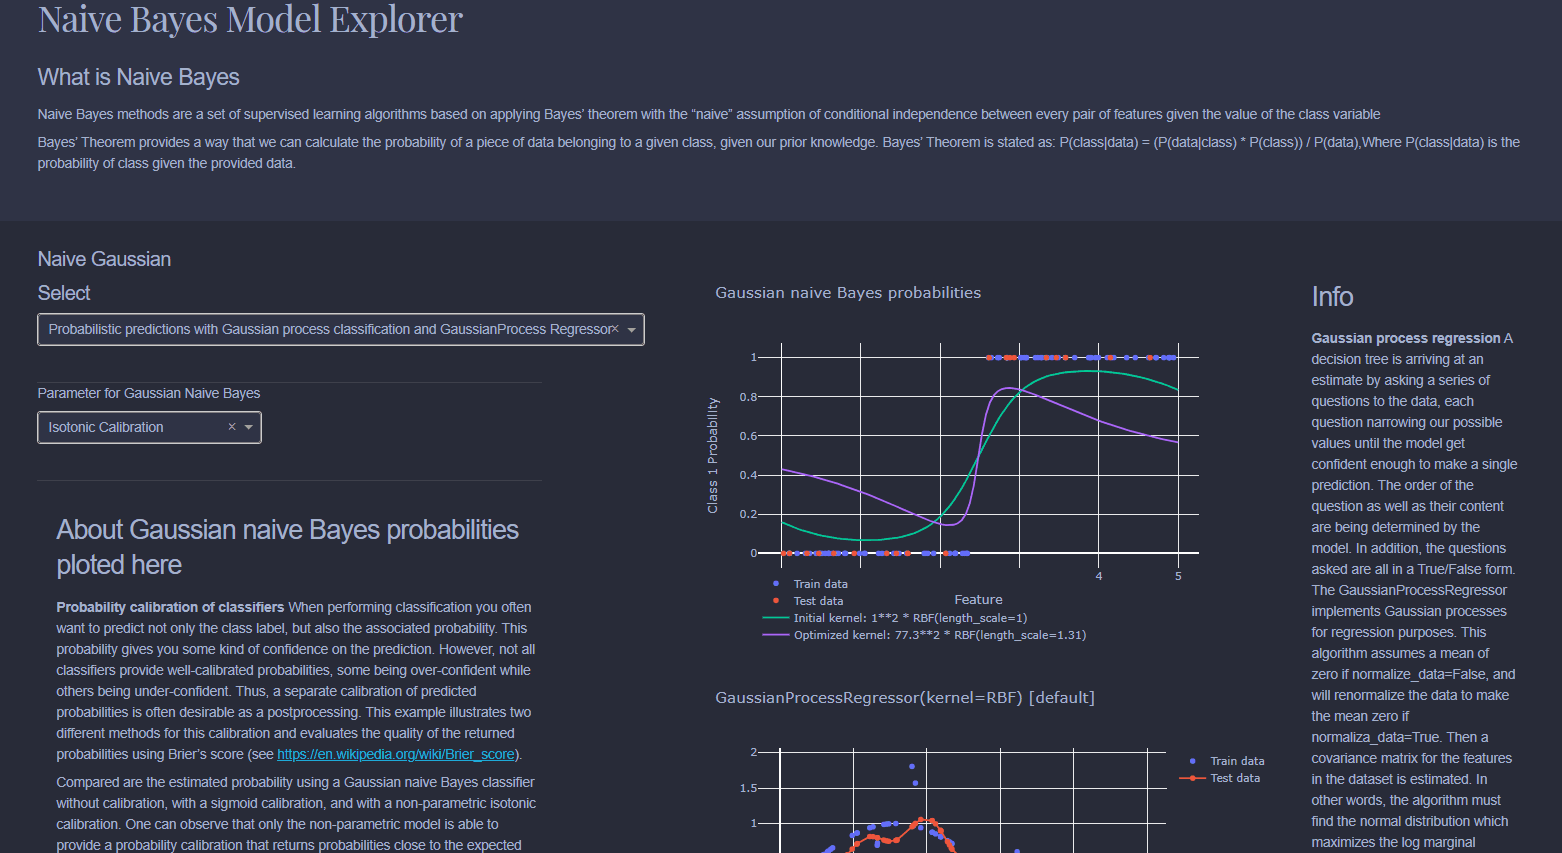 Naive Bayes Model Explorer
What is Naive Bayes
Naive Bayes methods are a set of supervised learning algorithms based on applying Bayes' theorem with the “naive” assumption of conditional independence between every pair of features given the value of the class variable
Bayes' Theorem provides a way that we can calculate the probability of a piece of data belonging to a given class, given our prior knowledge. Bayes' Theorem is stated as: P(class|data) = (P(data|class) * P(class)) / P(data),Where P(class|data) is the
probability of class given the provided data.
Naive Gaussian
Select
Probabilistic predictions with Gaussian process classification and GaussianProcess Regressor
×
Parameter for Gaussian Naive Bayes
Isotonic Calibration ×
About Gaussian naive Bayes probabilities
ploted here
Probability calibration of classifiers When performing classification you often
want to predict not only the class label, but also the associated probability. This
probability gives you some kind of confidence on the prediction. However, not all
classifiers provide well-calibrated probabilities, some being over-confident while
others being under-confident. Thus, a separate calibration of predicted
probabilities is often desirable as a postprocessing. This example illustrates two
different methods for this calibration and evaluates the quality of the returned
probabilities using Brier's score (see https://en.wikipedia.org/wiki/Brier_score).
Compared are the estimated probability using a Gaussian naive Bayes classifier
without calibration, with a sigmoid calibration, and with a non-parametric isotonic
calibration. One can observe that only the non-parametric model is able to
provide a probability calibration that returns probabilities close to the expected
Gaussian naive Bayes probabilities
Class 1 Probability
1
0.8
0.6
0.4
0.2
0
4
5
Feature
Train data
Test data
Initial kernel: 1**2 * RBF(length_scale=1)
Optimized kernel: 77.3**2 * RBF(length_scale=1.31)
GaussianProcessRegressor(kernel=RBF) [default]
2
1.5
1
Train data
Test data
Info
Gaussian process regression A
decision tree is arriving at an
estimate by asking a series of
questions to the data, each
question narrowing our possible
values until the model get
confident enough to make a single
prediction. The order of the
question as well as their content
are being determined by the
model. In addition, the questions
asked are all in a True/False form.
The GaussianProcessRegressor
implements Gaussian processes
for regression purposes. This
algorithm assumes a mean of
zero if normalize_data=False, and
will renormalize the data to make
the mean zero if
normaliza_data=True. Then a
covariance matrix for the features
in the dataset is estimated. In
other words, the algorithm must
find the normal distribution which
maximizes the log marginal